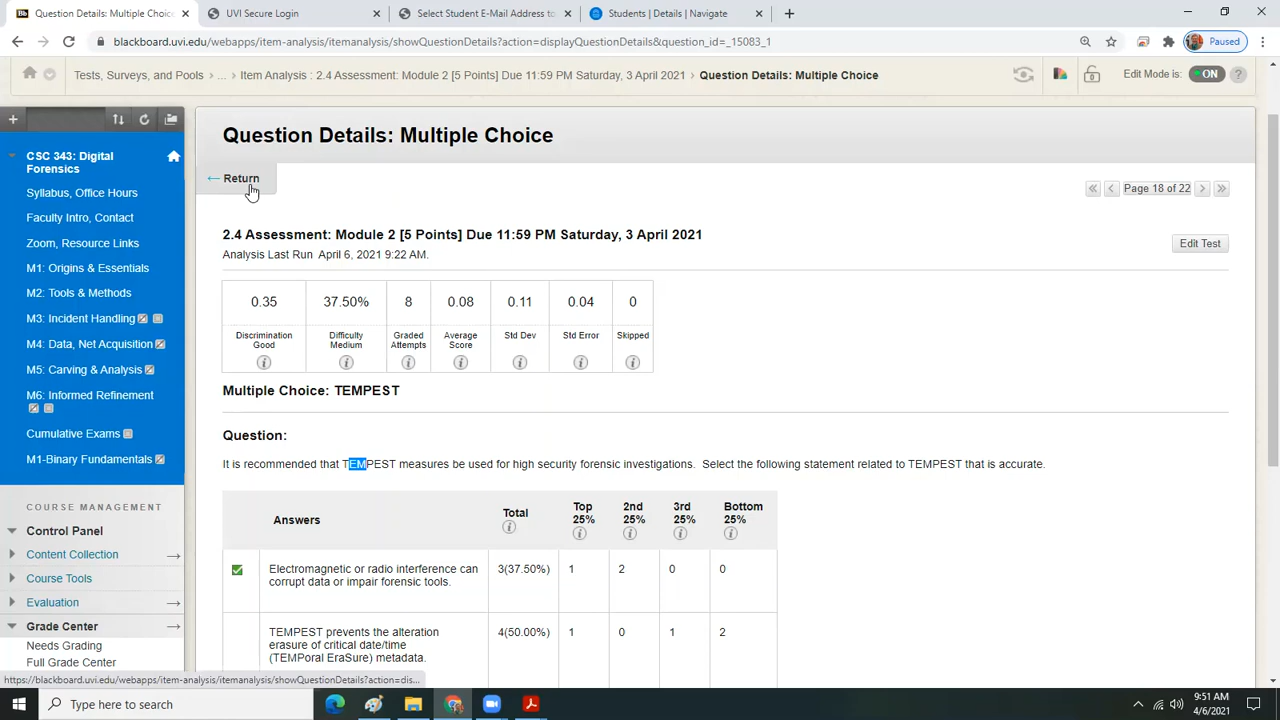 Question Details: Multiple Choice
UVI Secure Login
Select Student E-Mail Address to
Students | Details | Navigate
blackboard.uvi.edu/webapps/item-analysis/itemanalysis/showQuestionDetails?action=displayQuestionDetails&question_id=_15083_1
Paused
Tests, Surveys, and Pools > ... > Item Analysis : 2.4 Assessment: Module 2 [5 Points] Due 11:59 PM Saturday, 3 April 2021 > Question Details: Multiple Choice
Edit Mode is: ON ?
CSC 343: Digital
Forensics
Syllabus, Office Hours
Faculty Intro, Contact
Zoom, Resource Links
M1: Origins & Essentials
M2: Tools & Methods
M3: Incident Handling
M4: Data, Net Acquisition
M5: Carving & Analysis
M6: Informed Refinement
Cumulative Exams
M1-Binary Fundamentals
COURSE MANAGEMENT
Control Panel
Content Collection
Course Tools
Evaluation
Grade Center
Needs Grading
Full Grade Center
Question Details: Multiple Choice
← Return
Page 18 of 22
2.4 Assessment: Module 2 [5 Points] Due 11:59 PM Saturday, 3 April 2021
Edit Test
Analysis Last Run April 6, 2021 9:22 AM.
0.35 37.50% 8 0.08 0.11 0.04 0
Discrimination Difficulty Graded Average Std Dev Std Error Skipped
Good Medium Attempts Score
Multiple Choice: TEMPEST
Question:
It is recommended that TEMPEST measures be used for high security forensic investigations. Select the following statement related to TEMPEST that is accurate.
Answers Total Top 25% 2nd 25% 3rd 25% Bottom 25%
Electromagnetic or radio interference can 3(37.50%) 1 2 0 0
corrupt data or impair forensic tools.
TEMPEST prevents the alteration 4(50.00%) 1 0 1 2
erasure of critical date/time
(TEMPoral EraSure) metadata.
https://blackboard.uvi.edu/webapps/item-analysis/itemanalysis/showQuestionDetails?action=dis...
Type here to search
9:51 AM
4/6/2021